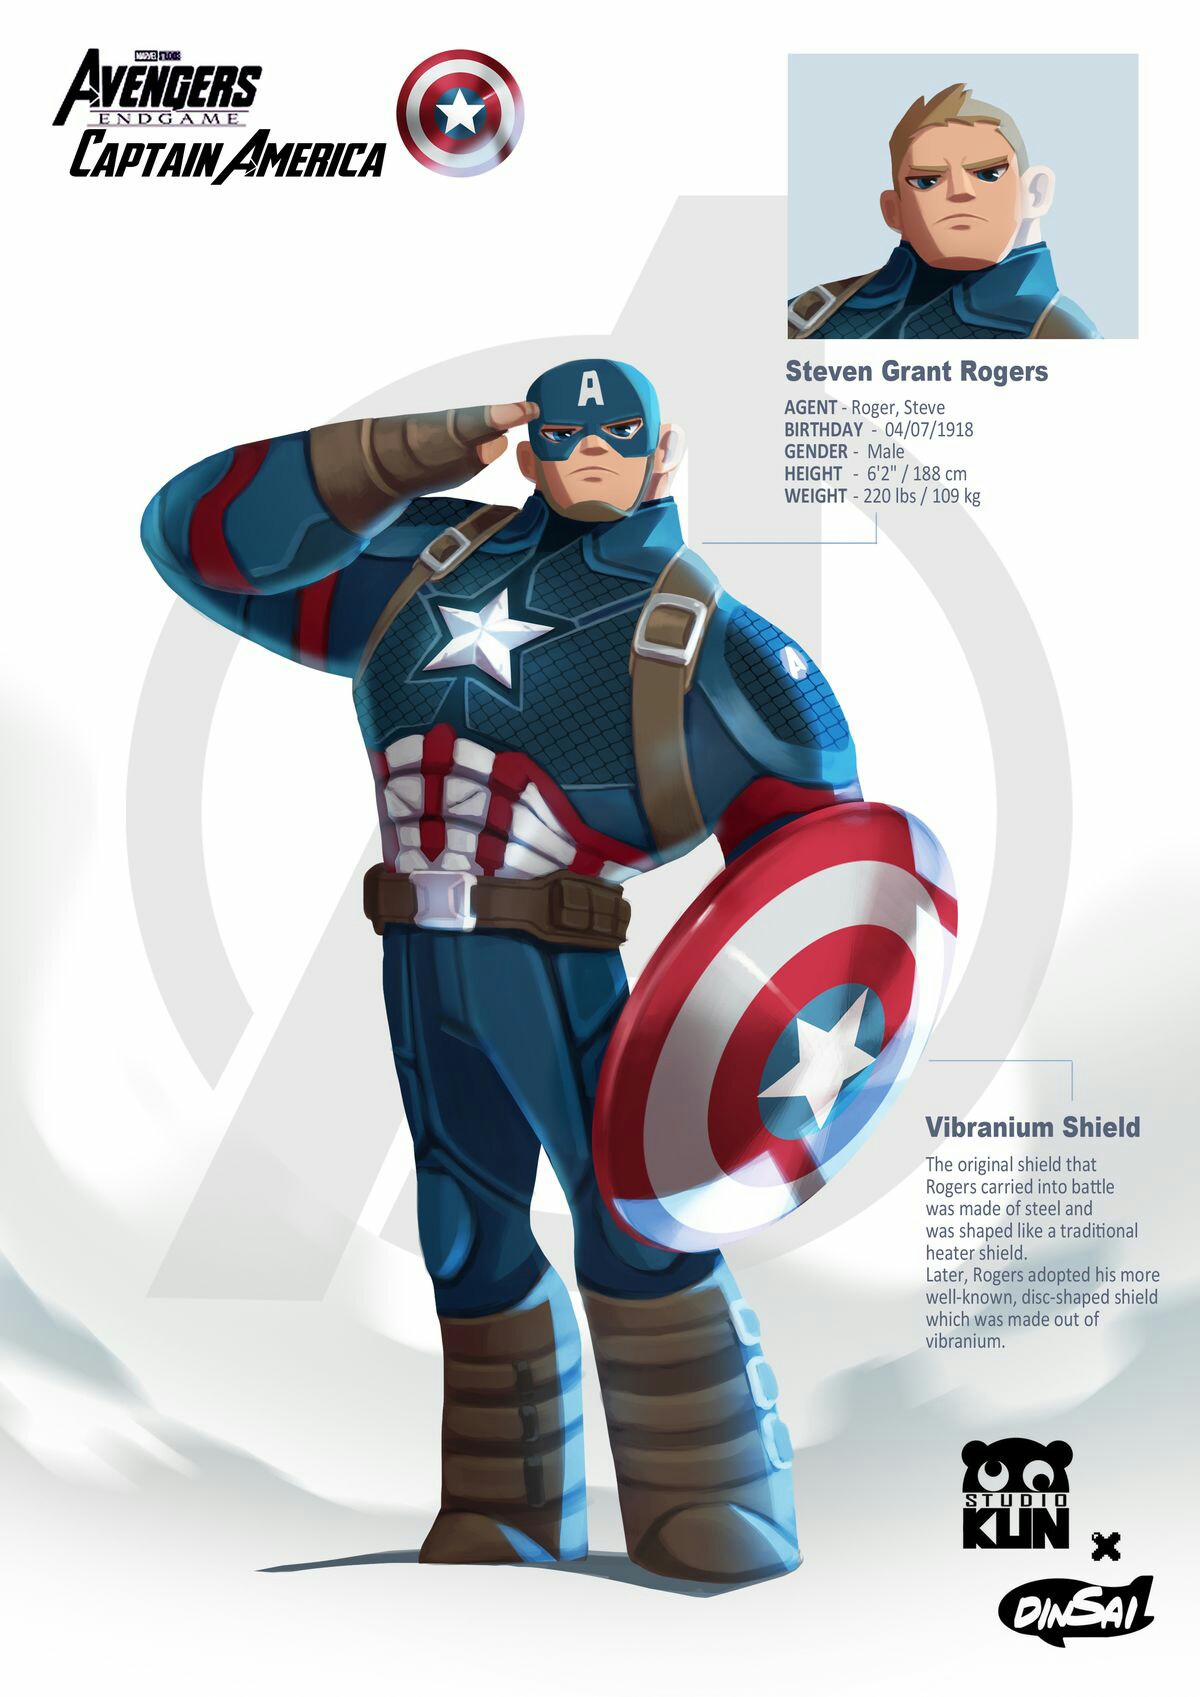 MARVEL STUDIOS
AVENGERS
ENDGAME
CAPTAIN AMERICA
A
A
Steven Grant Rogers
AGENT - Roger, Steve
BIRTHDAY - 04/07/1918
GENDER - Male
HEIGHT - 6'2" / 188 cm
WEIGHT - 220 lbs / 109 kg
Vibranium Shield
The original shield that
Rogers carried into battle
was made of steel and
was shaped like a traditional
heater shield.
Later, Rogers adopted his more
well-known, disc-shaped shield
which was made out of
vibranium.
STUDIO
KUN
X
DINSAI